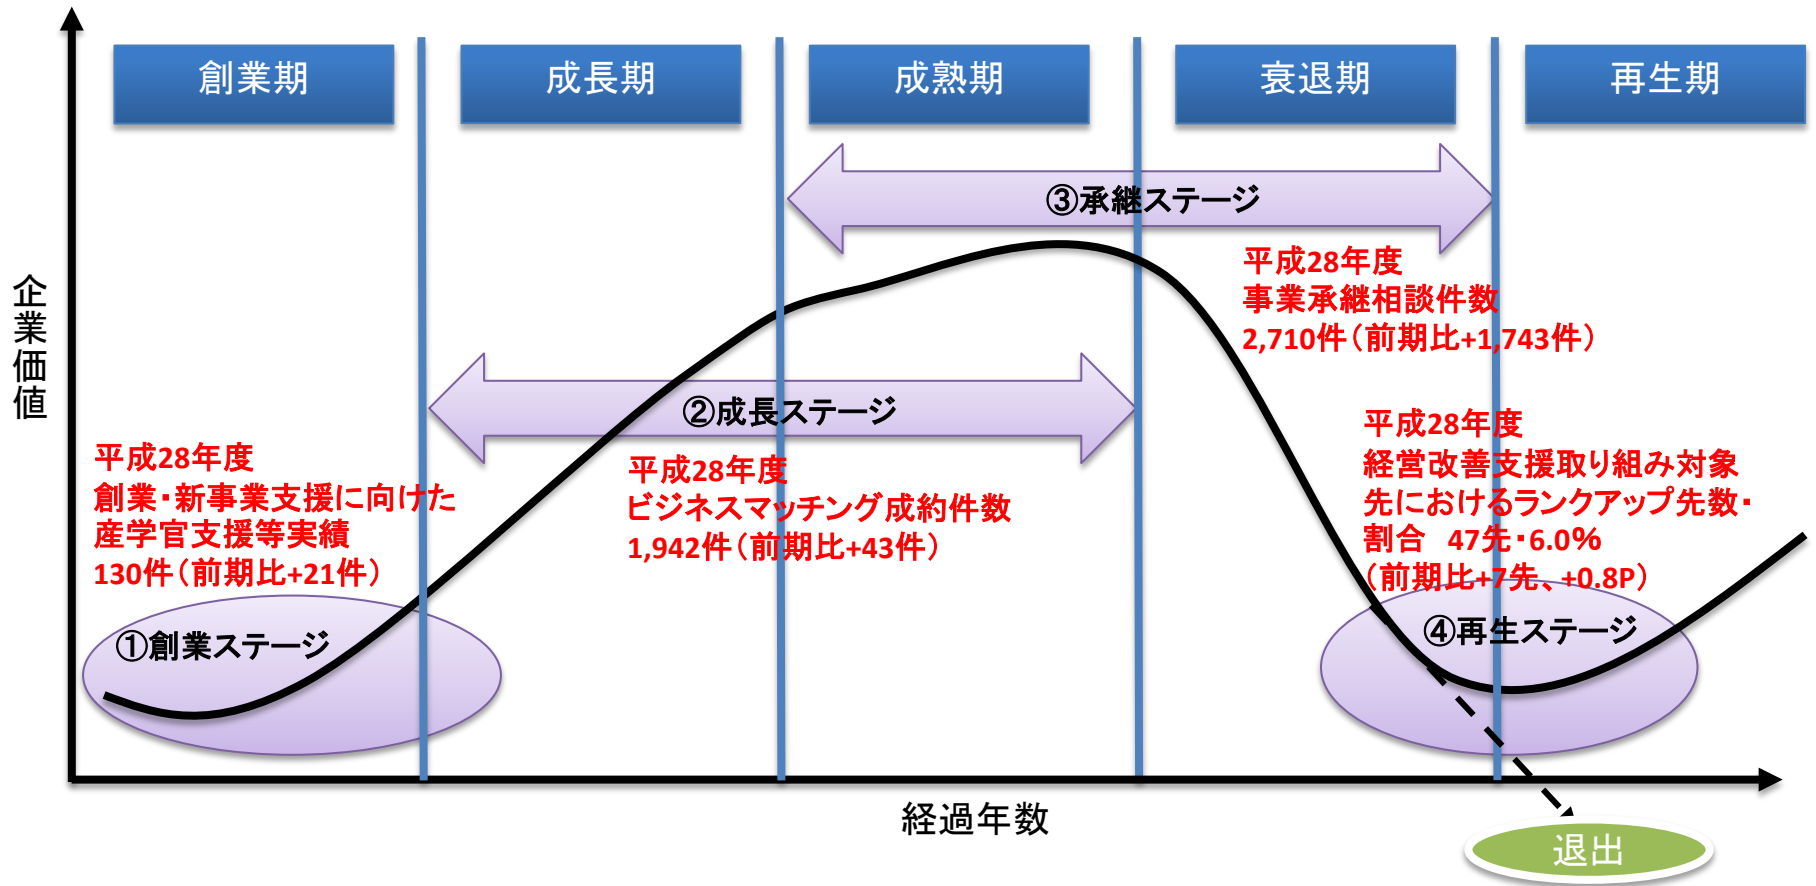 創業期
成長期
成熟期
衰退期
再生期
③承継ステージ
平成28年度
事業承継相談件数
2,710件（前期比+1,743件）
企業価値
②成長ステージ
平成28年度
ビジネスマッチング成約件数
1,942件（前期比+43件）
平成28年度
創業・新事業支援に向けた
産学官支援等実績
130件（前期比+21件）
①創業ステージ
平成28年度
経営改善支援取り組み対象
先におけるランクアップ先数・
割合　47先・6.0％
（前期比+7先、+0.8P）
④再生ステージ
経過年数
退出